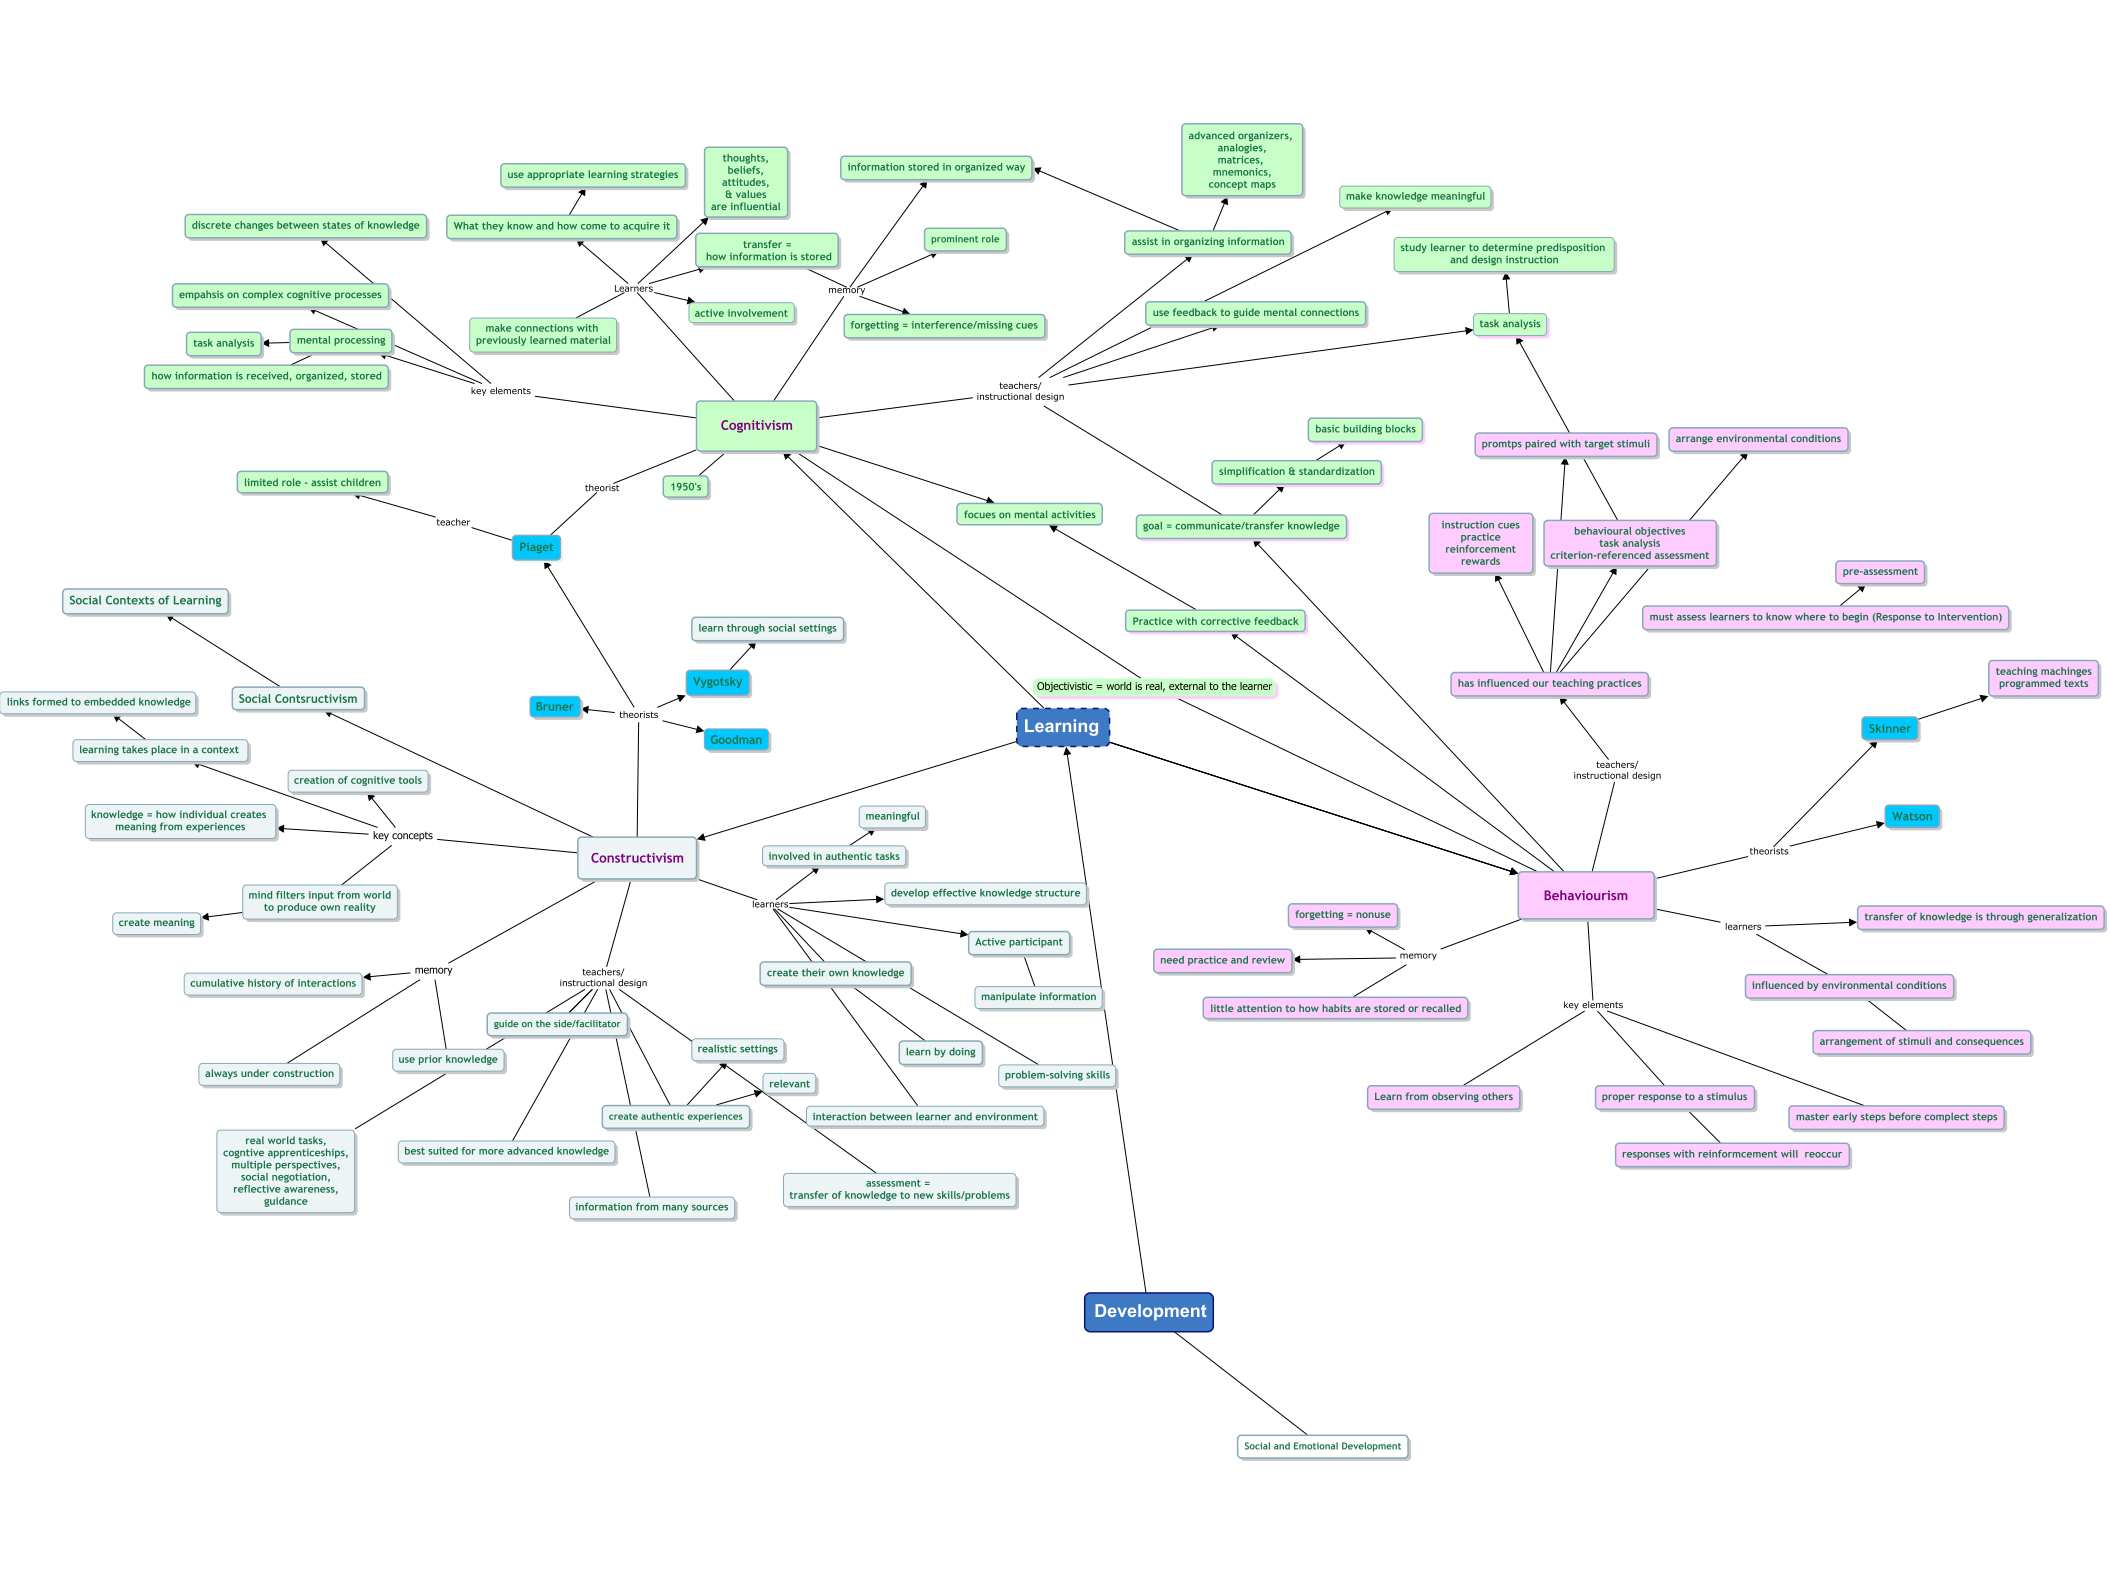 advanced organizers,
analogies,
matrices,
mnemonics,
concept maps
thoughts,
beliefs,
attitudes,
& values
are influential
information stored in organized way
use appropriate learning strategies
make knowledge meaningful
discrete changes between states of knowledge
What they know and how come to acquire it
transfer =
how information is stored
prominent role
assist in organizing information
study learner to determine predisposition
and design instruction
empahsis on complex cognitive processes
Learners
memory
active involvement
use feedback to guide mental connections
forgetting = interference/missing cues
task analysis
make connections with
previously learned material
task analysis
mental processing
how information is received, organized, stored
key elements
teachers/
instructional design
Cognitivism
basic building blocks
promtps paired with target stimuli
arrange environmental conditions
limited role - assist children
theorist
1950's
simplification & standardization
focues on mental activities
goal = communicate/transfer knowledge
teacher
Piaget
instruction cues
practice
reinforcement
rewards
behavioural objectives
task analysis
criterion-referenced assessment
pre-assessment
Social Contexts of Learning
learn through social settings
Practice with corrective feedback
must assess learners to know where to begin (Response to Intervention)
Vygotsky
Objectivistic = world is real, external to the learner
has influenced our teaching practices
teaching machinges
programmed texts
links formed to embedded knowledge
Social Contsructivism
Bruner
theorists
Goodman
Learning
Skinner
learning takes place in a context
creation of cognitive tools
teachers/
instructional design
knowledge = how individual creates
meaning from experiences
key concepts
meaningful
Watson
Constructivism
involved in authentic tasks
theorists
mind filters input from world
to produce own reality
create meaning
learners
develop effective knowledge structure
Behaviourism
forgetting = nonuse
transfer of knowledge is through generalization
learners
Active participant
memory
need practice and review
memory
cumulative history of interactions
teachers/
instructional design
create their own knowledge
manipulate information
influenced by environmental conditions
little attention to how habits are stored or recalled
key elements
guide on the side/facilitator
arrangement of stimuli and consequences
use prior knowledge
realistic settings
learn by doing
always under construction
relevant
problem-solving skills
Learn from observing others
proper response to a stimulus
create authentic experiences
interaction between learner and environment
master early steps before complect steps
real world tasks,
cogntive apprenticeships,
multiple perspectives,
social negotiation,
reflective awareness,
guidance
best suited for more advanced knowledge
responses with reinformcement will  reoccur
assessment =
transfer of knowledge to new skills/problems
information from many sources
Development
Social and Emotional Development